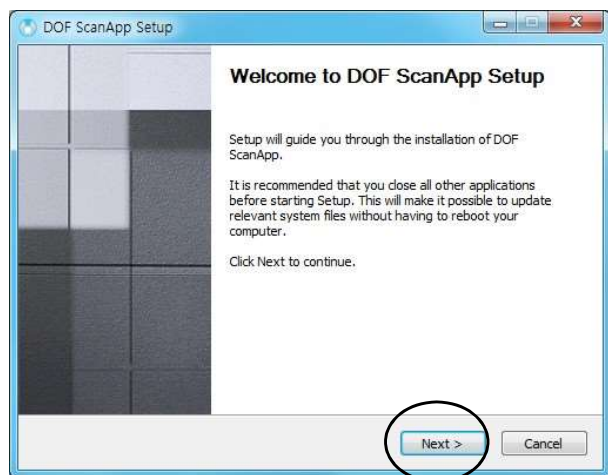 DOF ScanApp Setup
Welcome to DOF ScanApp Setup
Setup will guide you through the installation of DOF
ScanApp.
It is recommended that you close all other applications
before starting Setup. This will make it possible to update
relevant system files without having to reboot your
computer.
Click Next to continue.
Next >
Cancel